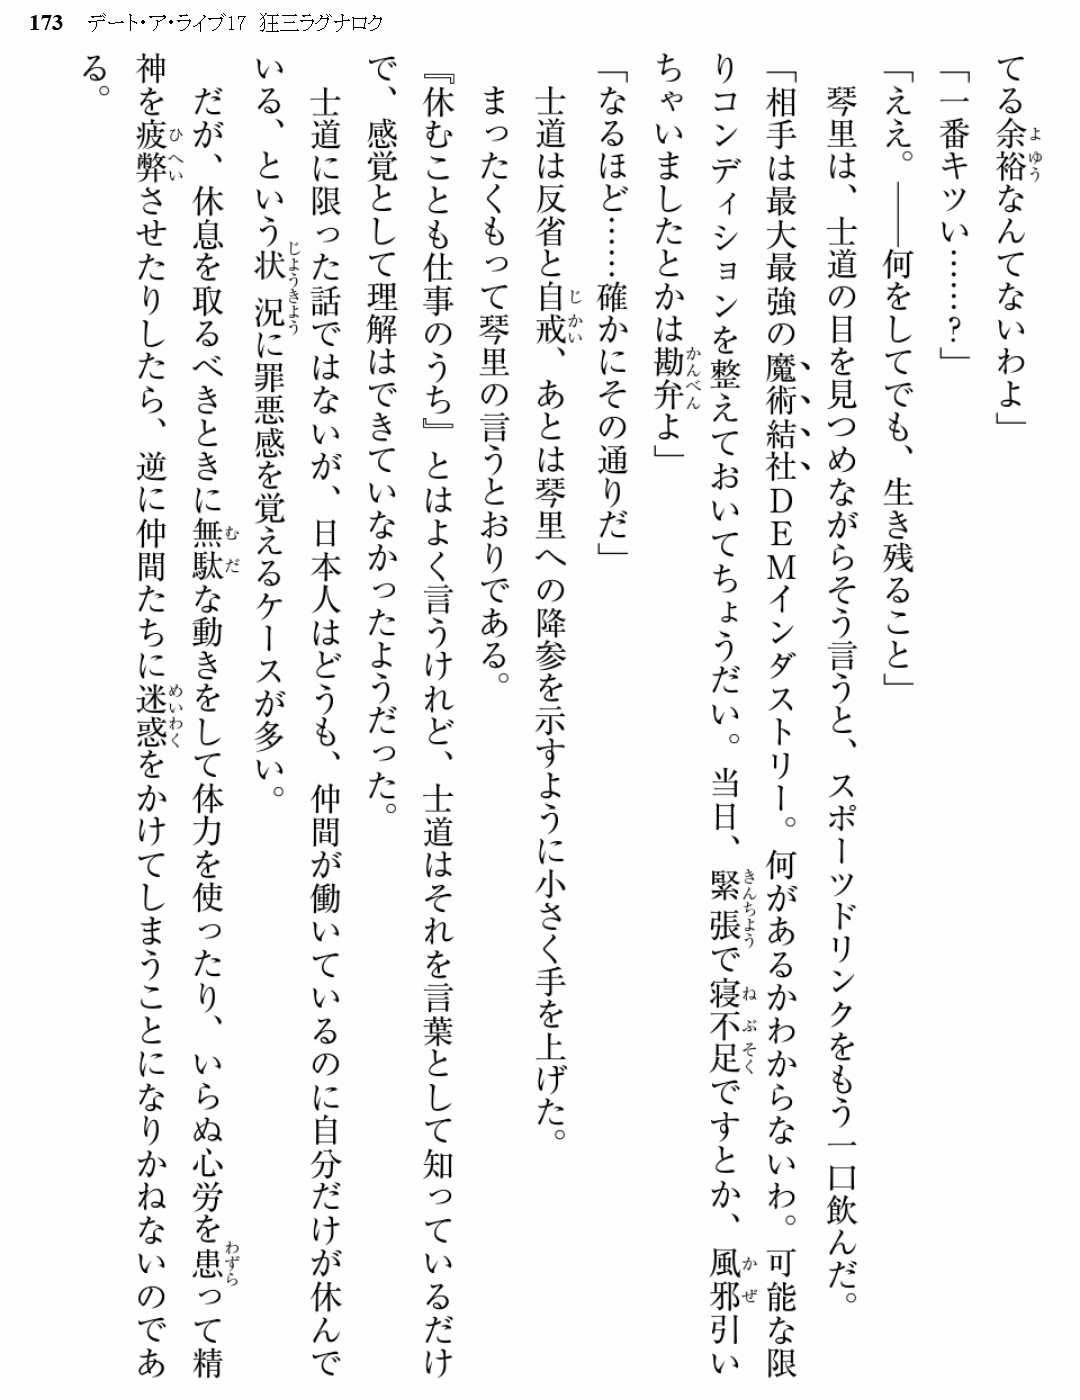 173 デート・ア・ライブ17 狂三ラグナロク
てる余裕なんてないわよ」
「一番キツい……？」
「ええ。――何をしてでも、生き残ること」
琴里は、士道の目を見つめながらそう言うと、スポーツドリンクをもう一口飲んだ。
「相手は最大最強の魔術結社ＤＥＭインダストリー。何があるかわからないわ。可能な限
りコンディションを整えておいてちょうだい。当日、緊張で寝不足ですとか、風邪引い
ちゃいましたとかは勘弁よ」
「なるほど……確かにその通りだ」
士道は反省と自戒、あとは琴里への降参を示すように小さく手を上げた。
まったくもって琴里の言うとおりである。
『休むことも仕事のうち』とはよく言うけれど、士道はそれを言葉として知っているだけ
で、感覚として理解はできていなかったようだった。
士道に限った話ではないが、日本人はどうも、仲間が働いているのに自分だけが休んで
いる、という状況に罪悪感を覚えるケースが多い。
だが、休息を取るべきときに無駄な動きをして体力を使ったり、いらぬ心労を患って精
神を疲弊させたりしたら、逆に仲間たちに迷惑をかけてしまうことになりかねないのであ
る。